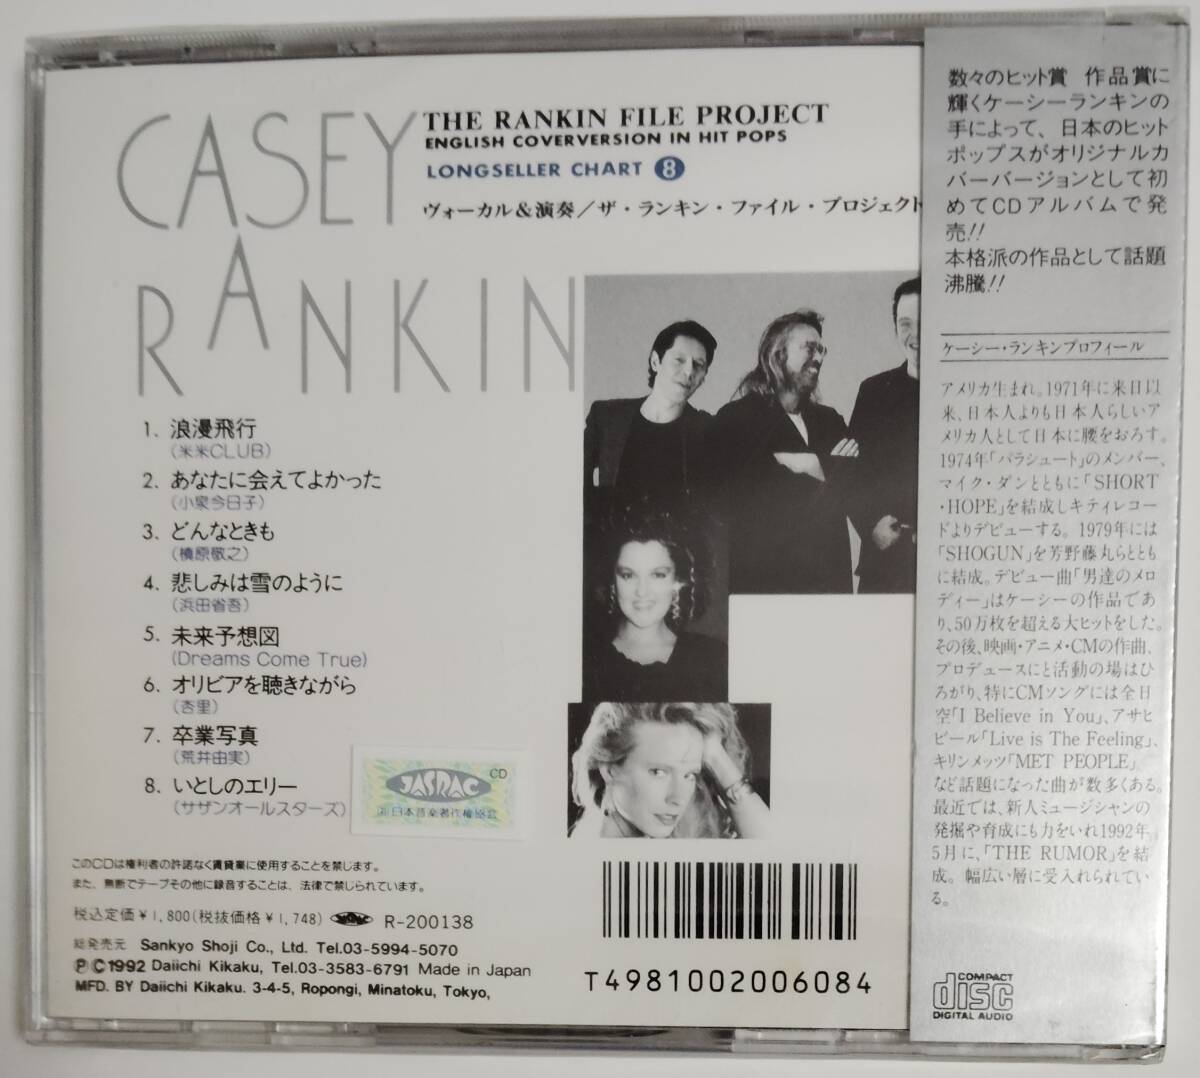 CASEY
RANKIN
THE RANKIN FILE PROJECT
ENGLISH COVERVERSION IN HIT POPS
LONGSELLER CHART 8
ヴォーカル&演奏/ザ・ランキン・ファイル・プロジェクト
1. 浪漫飛行
(米米CLUB)
2. あなたに会えてよかった
(小泉今日子)
3. どんなときも
(槇原敬之)
4. 悲しみは雪のように
(浜田省吾)
5. 未来予想図
(Dreams Come True)
6. オリビアを聴きながら
(杏里)
7. 卒業写真
(荒井由実)
8. いとしのエリー
(サザンオールスターズ)
JASRAC
CD
(社)日本音楽著作権協会
このCDは権利者の許諾なく賃貸業に使用することを禁じます。
また、無断でテープその他に録音することは、法律で禁じられています。
税込定価¥1,800(税抜価格¥1,748) R-200138
総発売元 Sankyo Shoji Co., Ltd. Tel.03-5994-5070
ⓅⒸ1992 Daiichi Kikaku, Tel.03-3583-6791 Made in Japan
MFD. BY Daiichi Kikaku. 3-4-5, Ropongi, Minatoku, Tokyo,
T4981002006084
数々のヒット賞 作品賞に
輝くケーシーランキンの
手によって、日本のヒット
ポップスがオリジナルカ
バーバージョンとして初
めてCDアルバムで発
売!!
本格派の作品として話題
沸騰!!
ケーシー・ランキンプロフィール
アメリカ生まれ。1971年に来日以
来、日本人よりも日本人らしいア
メリカ人として日本に腰をおろす。
1974年「パラシュート」のメンバー、
マイク・ダンとともに「SHORT
・HOPE」を結成しキティレコー
ドよりデビューする。1979年には
「SHOGUN」を芳野藤丸らととも
に結成。デビュー曲「男達のメロ
ディー」はケーシーの作品であ
り、50万枚を超える大ヒットをした。
その後、映画・アニメ・CMの作曲、
プロデュースにと活動の場はひ
ろがり、特にCMソングには全日
空「I Believe in You」、アサヒ
ビール「Live is The Feeling」、
キリンメッツ「MET PEOPLE」
など話題になった曲が数多くある。
最近では、新人ミュージシャンの
発掘や育成にも力をいれ1992年
5月に、「THE RUMOR」を結
成。幅広い層に受入れられてい
る。
COMPACT
disc
DIGITAL AUDIO